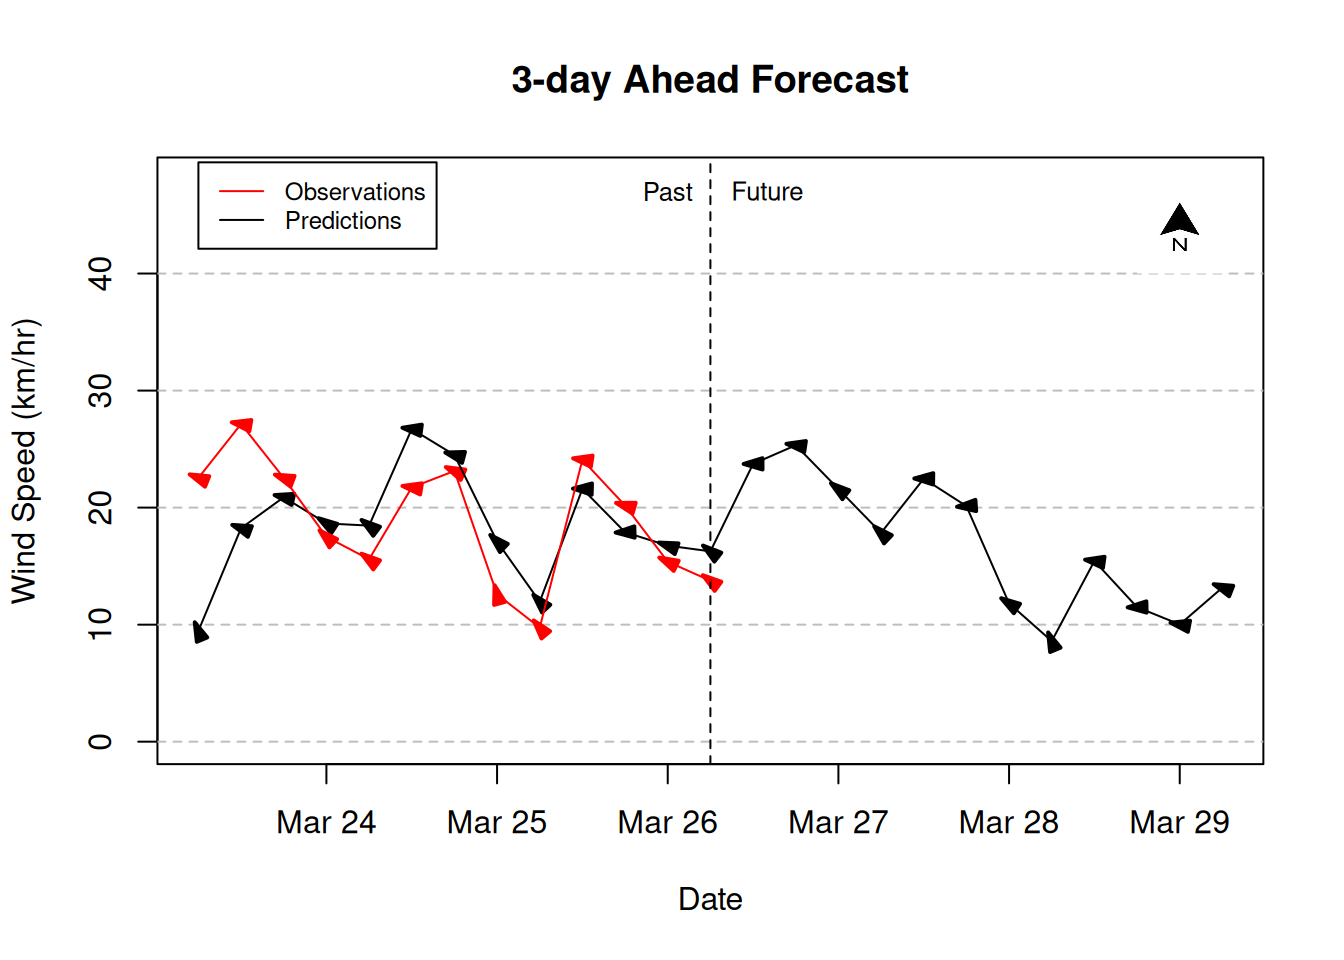 3-day Ahead Forecast
Observations
Predictions
Past
Future
N
Wind Speed (km/hr)
40
30
20
10
0
Mar 24
Mar 25
Mar 26
Mar 27
Mar 28
Mar 29
Date